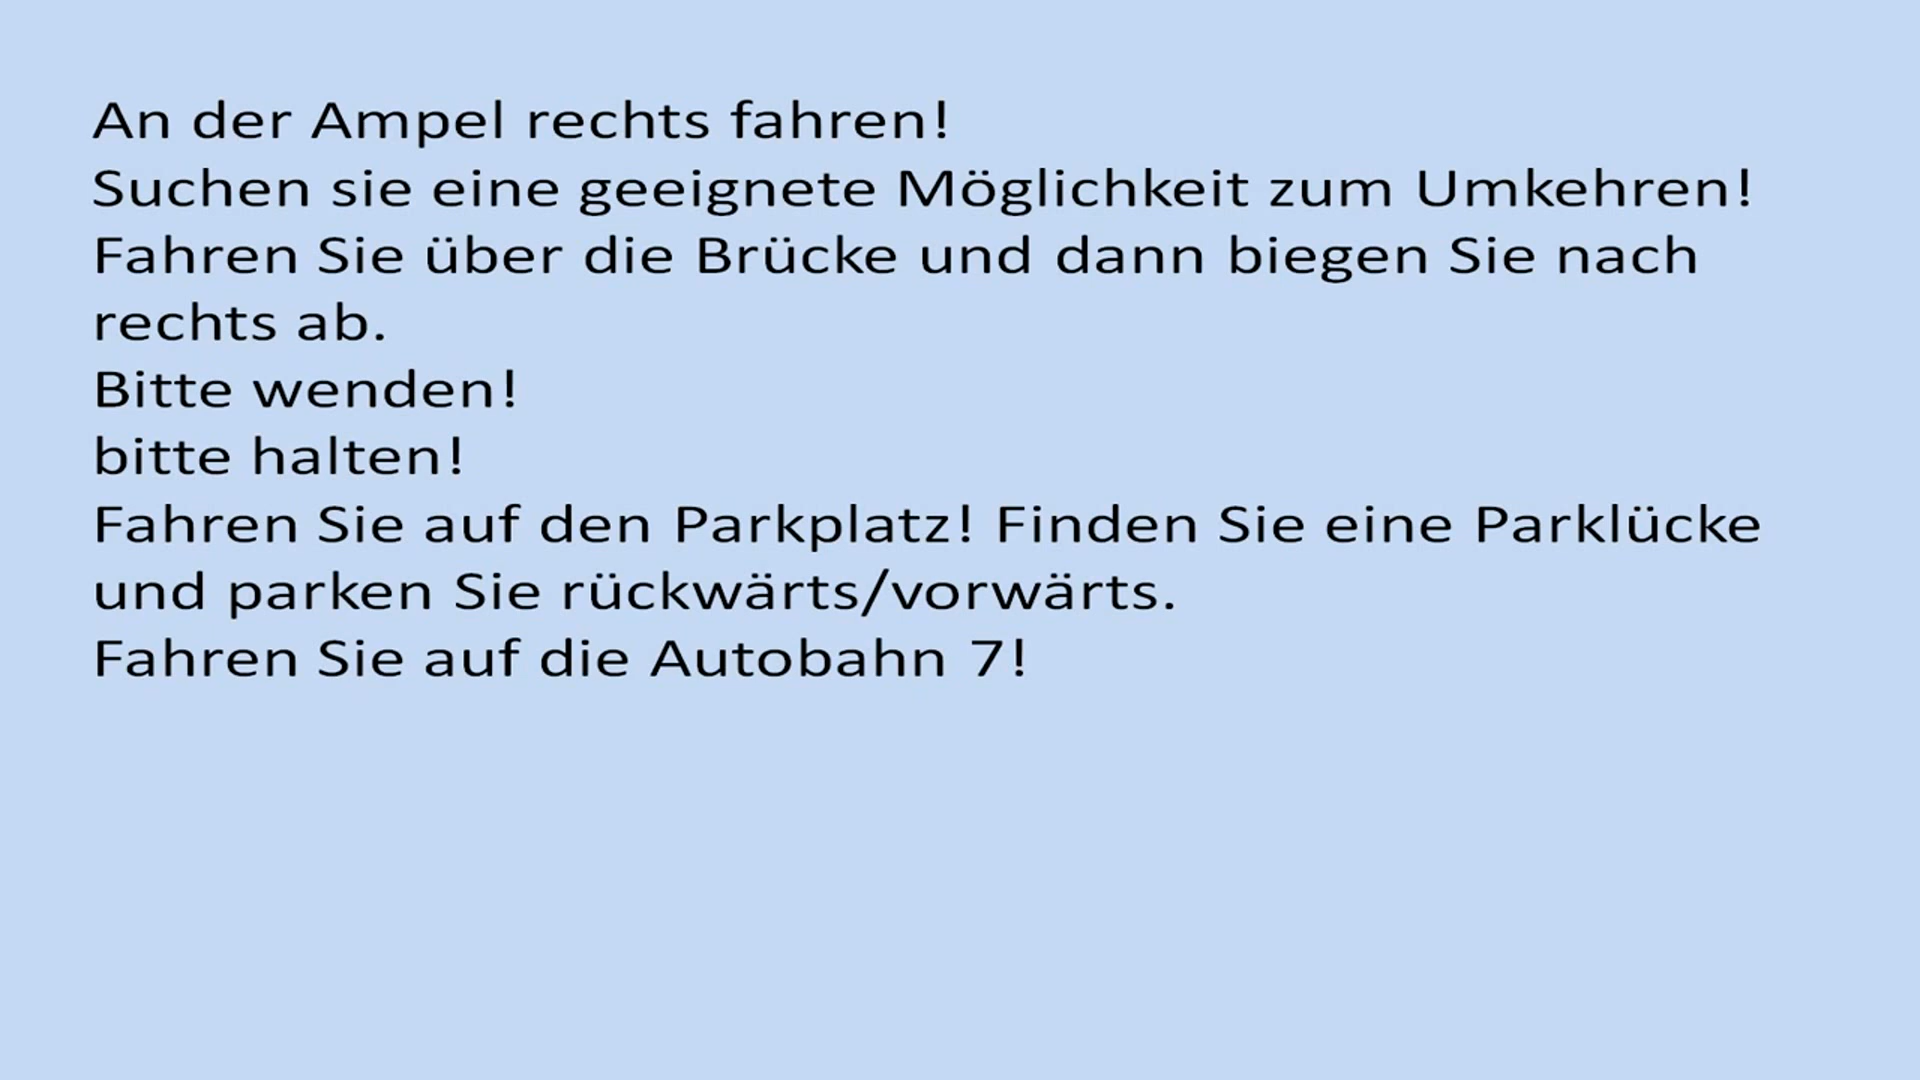 An der Ampel rechts fahren!
Suchen sie eine geeignete Möglichkeit zum Umkehren!
Fahren Sie über die Brücke und dann biegen Sie nach
rechts ab.
Bitte wenden!
bitte halten!
Fahren Sie auf den Parkplatz! Finden Sie eine Parklücke
und parken Sie rückwärts/vorwärts.
Fahren Sie auf die Autobahn 7!